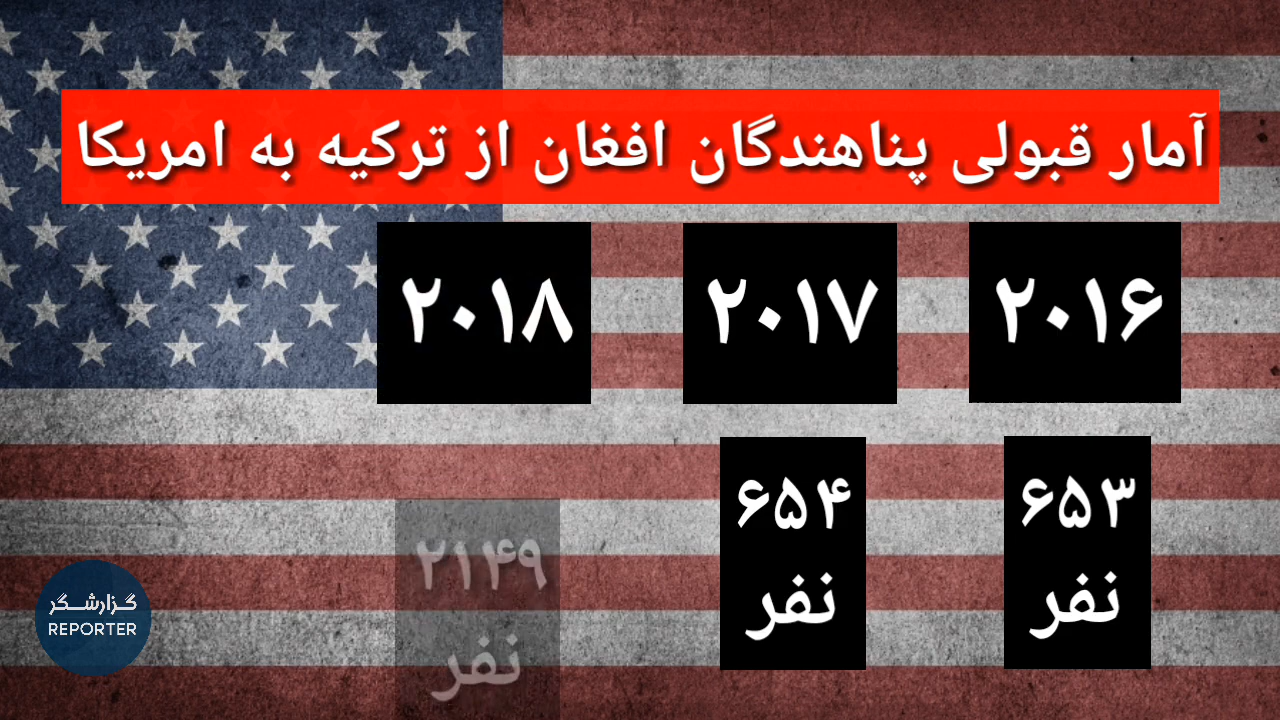 آمار قبولی پناهندگان افغان از ترکیه به امریکا
۲۰۱۶
۲۰۱۷
۲۰۱۸
۶۵۳
نفر
۶۵۴
نفر
۲۱۴۹
نفر
گزارشگر
REPORTER